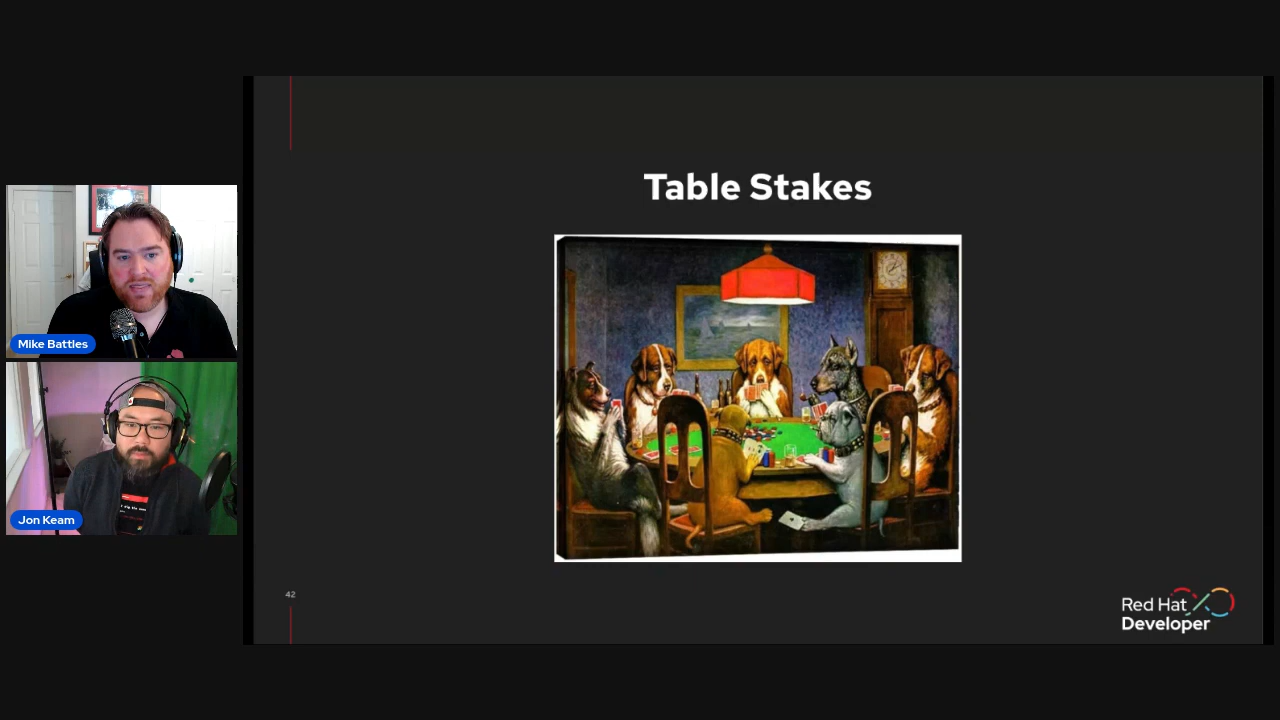 Table Stakes
Mike Battles
Jon Keam
42
Red Hat
Developer